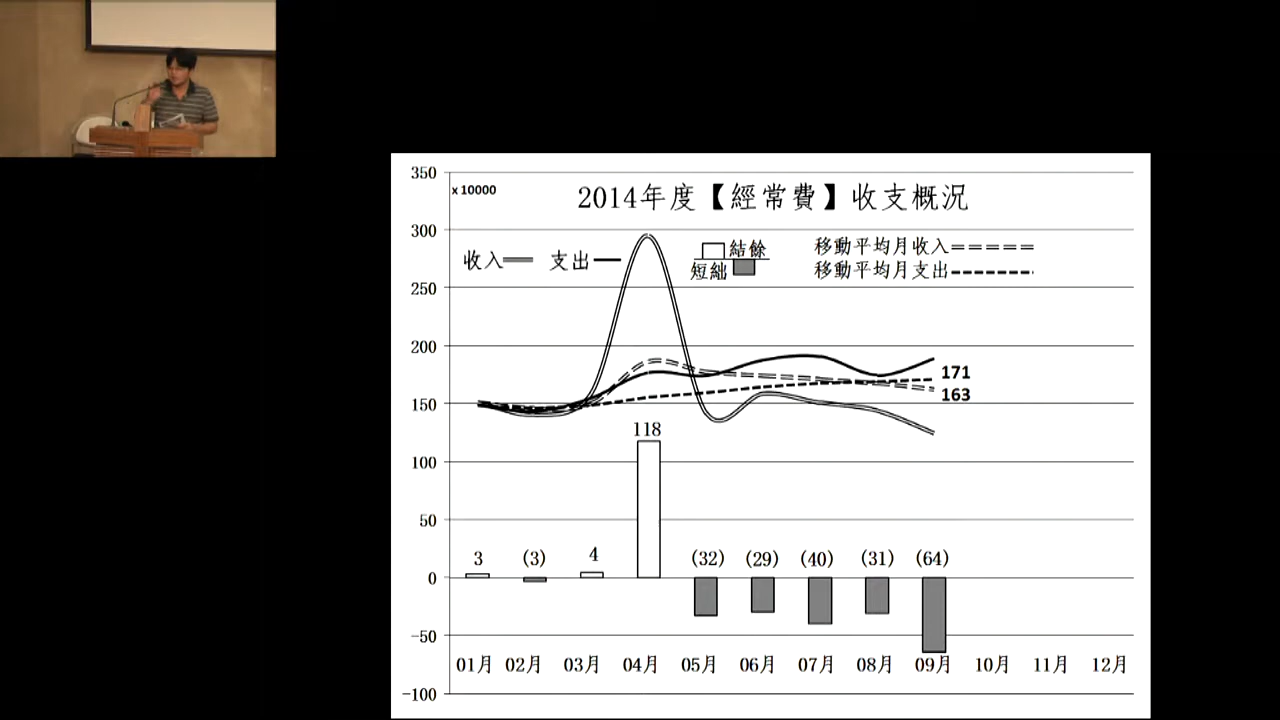 350
x 10000
2014年度【經常費】收支概況
300
收入
支出
結餘
短絀
移動平均月收入
移動平均月支出
250
200
171
163
150
118
100
50
3
(3)
4
(32)
(29)
(40)
(31)
(64)
0
-50
01月 02月 03月 04月 05月 06月 07月 08月 09月 10月 11月 12月
-100